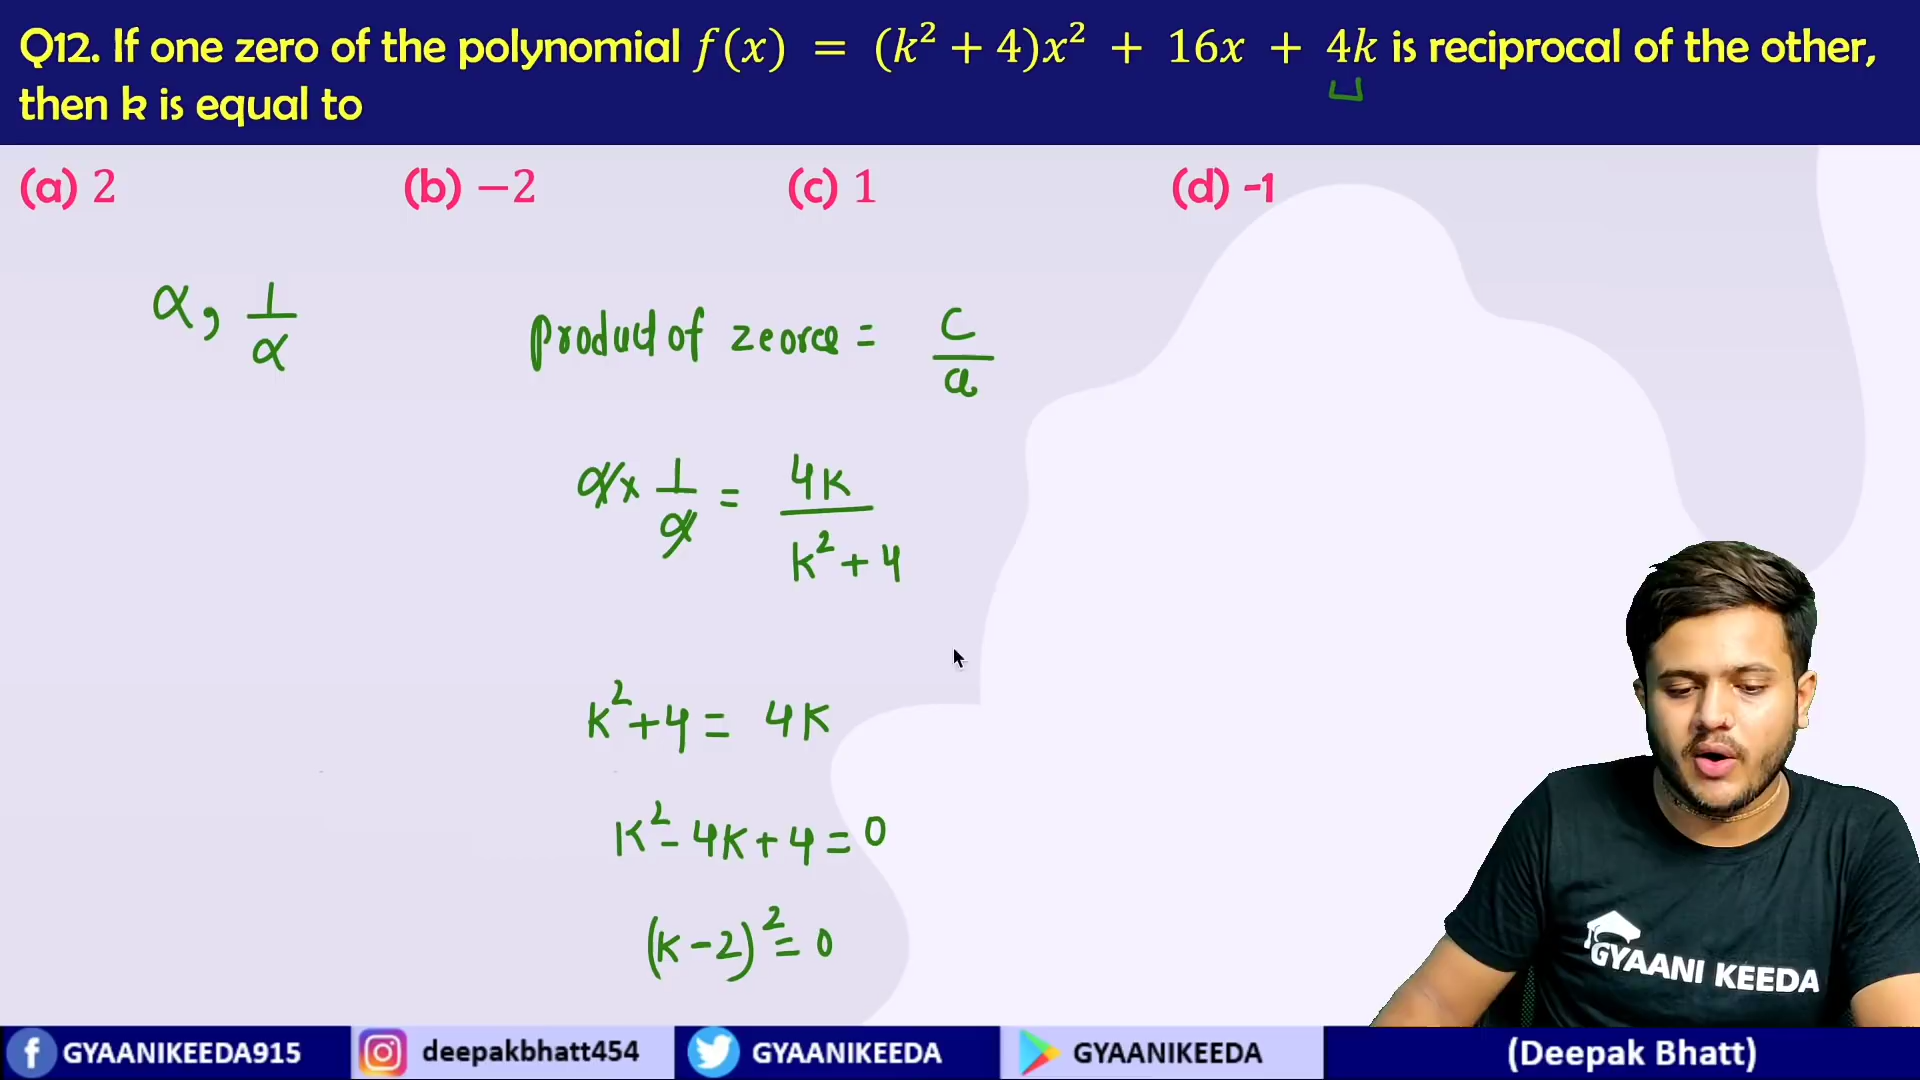 Q12. If one zero of the polynomial f(x) = (k² + 4)x² + 16x + 4k is reciprocal of the other,
then k is equal to
(a) 2 (b) −2 (c) 1 (d) -1
α, 1/α
product of zeoroes = c/a
α × 1/α = 4k/(k² + 4)
k² + 4 = 4k
k² - 4k + 4 = 0
(k - 2)² = 0
GYAANI KEEDA
GYAANIKEEDA915 deepakbhatt454 GYAANIKEEDA GYAANIKEEDA (Deepak Bhatt)